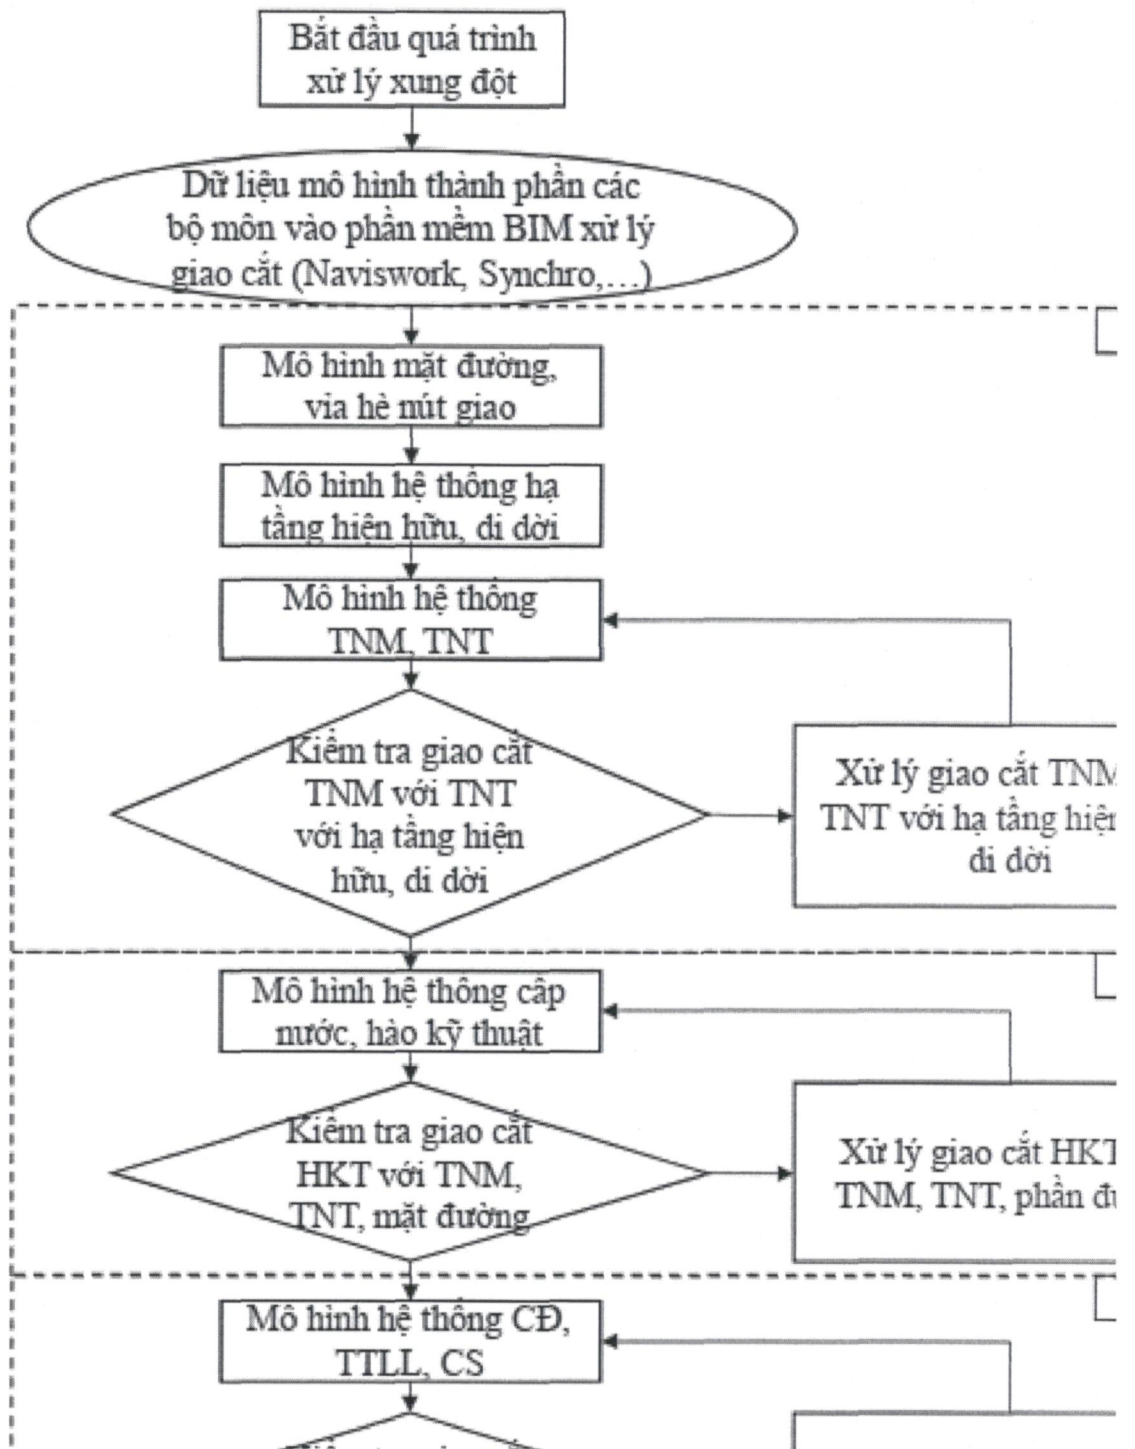 Bắt đầu quá trình
xử lý xung đột
Dữ liệu mô hình thành phần các
bộ môn vào phần mềm BIM xử lý
giao cắt (Naviswork, Synchro,…)
Mô hình mặt đường,
vỉa hè nút giao
Mô hình hệ thống hạ
tầng hiện hữu, di dời
Mô hình hệ thống
TNM, TNT
Kiểm tra giao cắt
TNM với TNT
với hạ tầng hiện
hữu, di dời
Xử lý giao cắt TNM
TNT với hạ tầng hiện
di dời
Mô hình hệ thống cấp
nước, hào kỹ thuật
Kiểm tra giao cắt
HKT với TNM,
TNT, mặt đường
Xử lý giao cắt HKT
TNM, TNT, phần
Mô hình hệ thống CĐ,
TTLL, CS